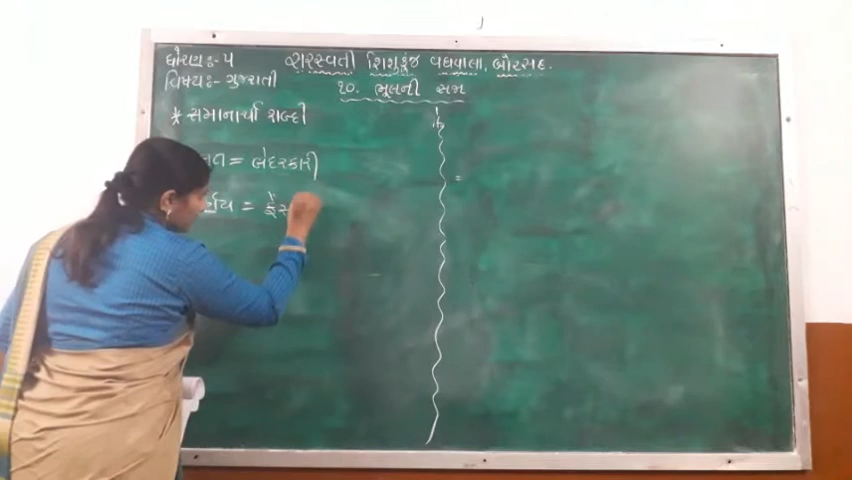 ધોરણ:- ૫
સરસ્વતી શિશુકુંજ વઘવાલા, બોરસદ.
વિષય:- ગુજરાતી
૧૦. ભૂલની સજા
* સમાનાર્થી શબ્દો
= બેદરકારી
=